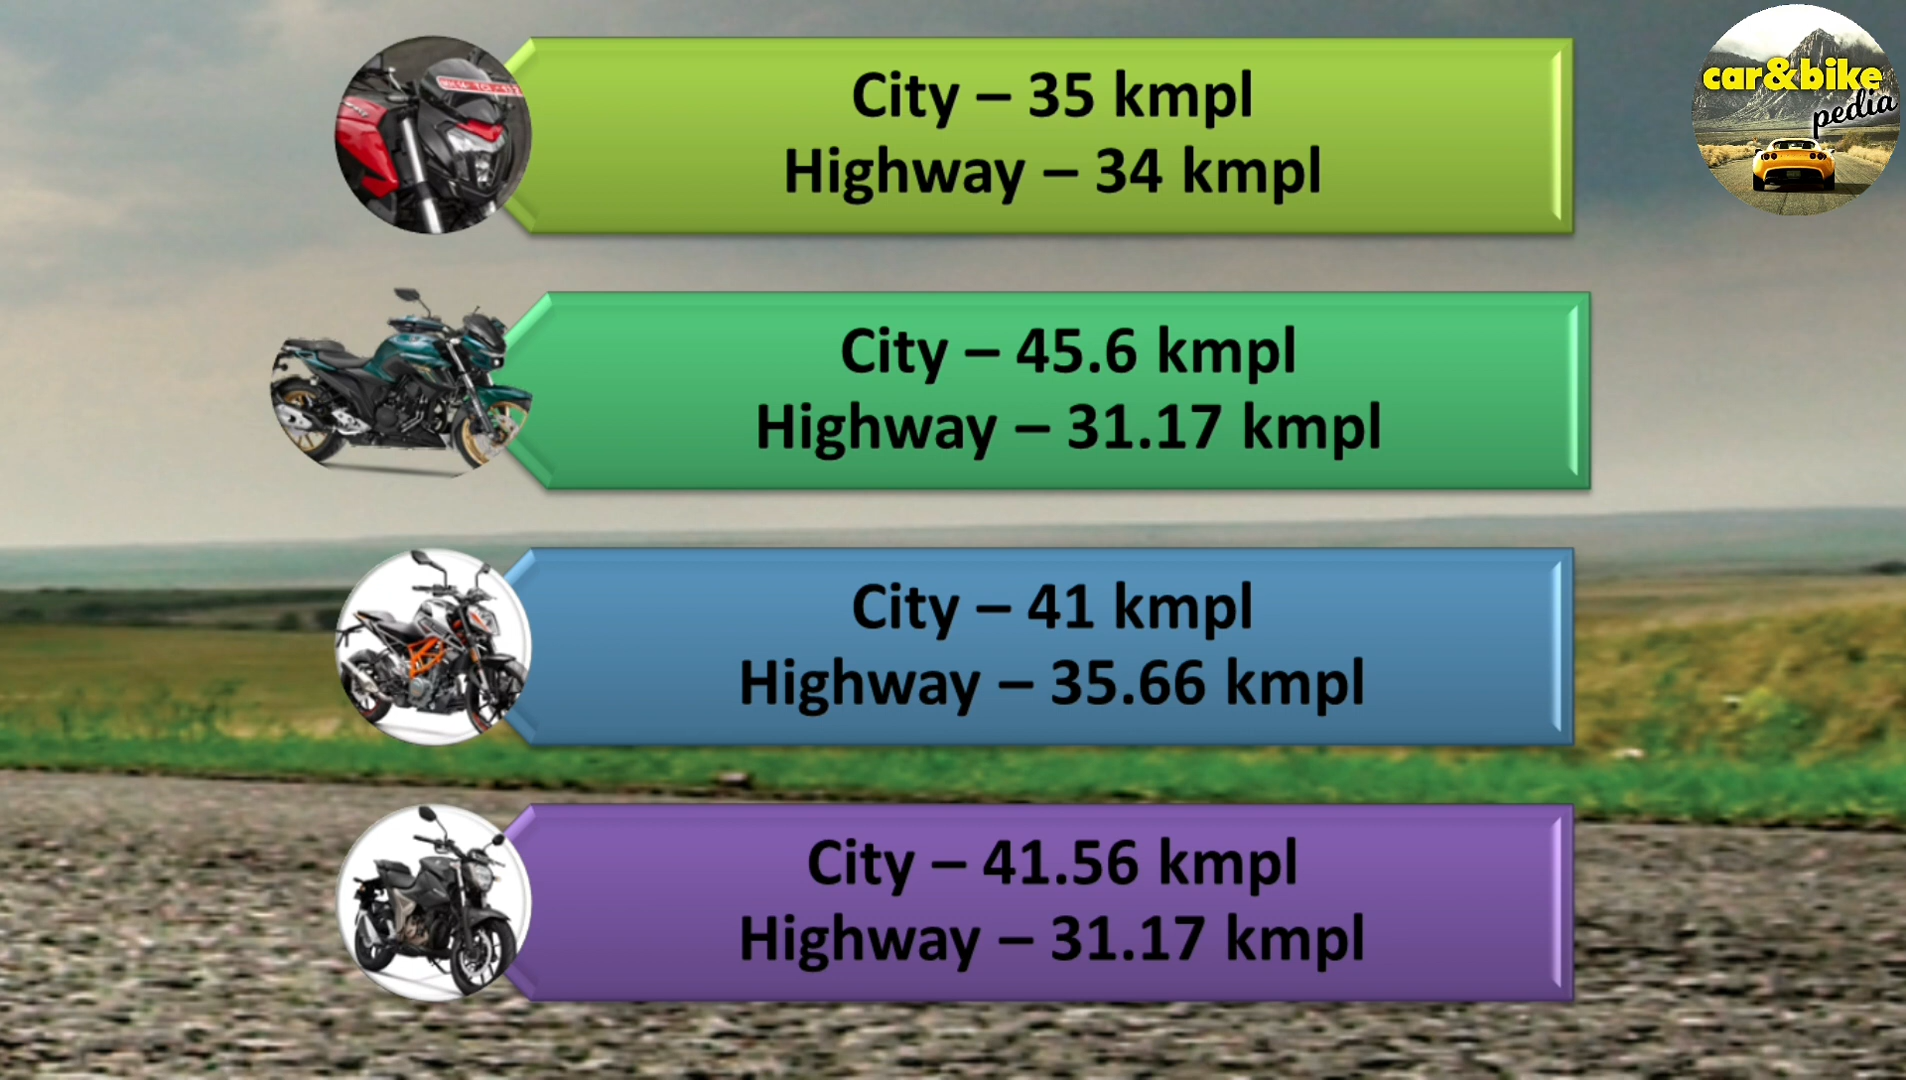 City – 35 kmpl
Highway – 34 kmpl
car&bike
pedia
City – 45.6 kmpl
Highway – 31.17 kmpl
City – 41 kmpl
Highway – 35.66 kmpl
City – 41.56 kmpl
Highway – 31.17 kmpl